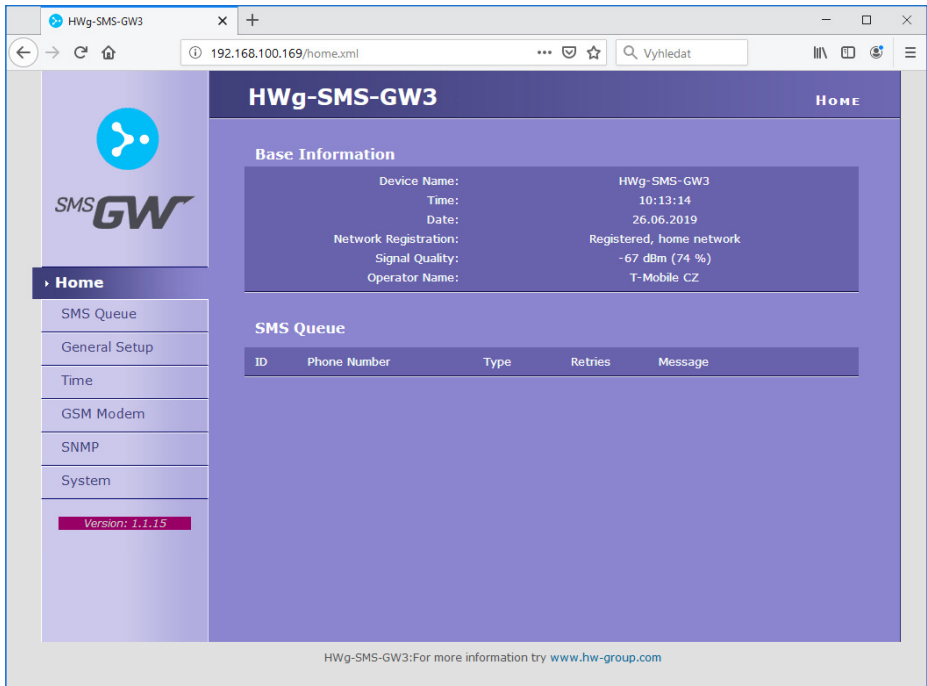 HWg-SMS-GW3
192.168.100.169/home.xml
Vyhledat
HWg-SMS-GW3
Home
SMS GW
Base Information
Device Name: HWg-SMS-GW3
Time: 10:13:14
Date: 26.06.2019
Network Registration: Registered, home network
Signal Quality: -67 dBm (74 %)
Operator Name: T-Mobile CZ
Home
SMS Queue
General Setup
Time
GSM Modem
SNMP
System
Version: 1.1.15
SMS Queue
ID Phone Number Type Retries Message
HWg-SMS-GW3:For more information try www.hw-group.com